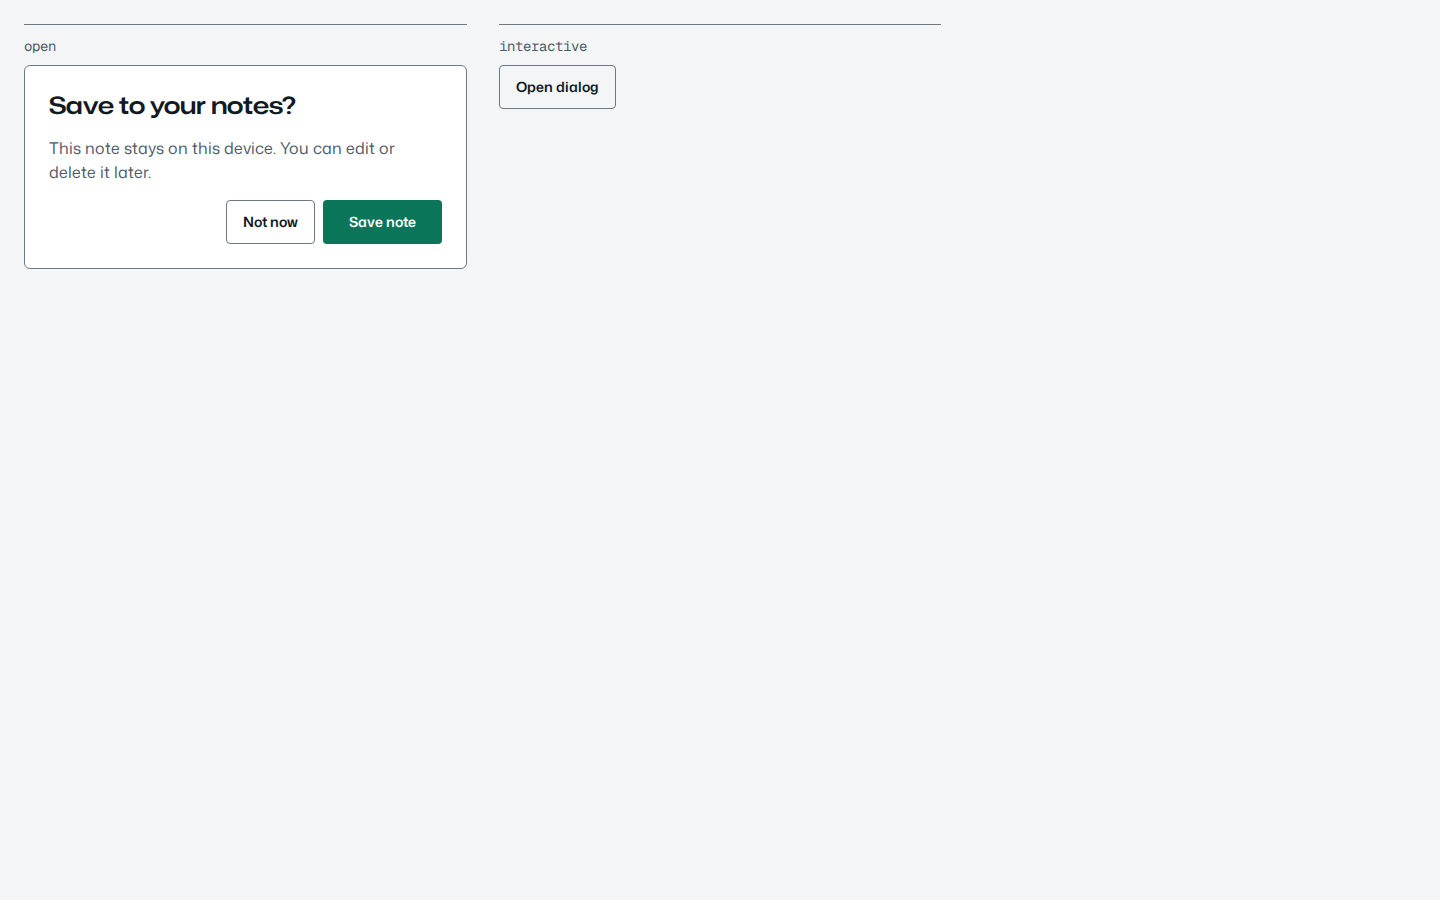 open
Save to your notes?
This note stays on this device. You can edit or
delete it later.
Not now
Save note
interactive
Open dialog